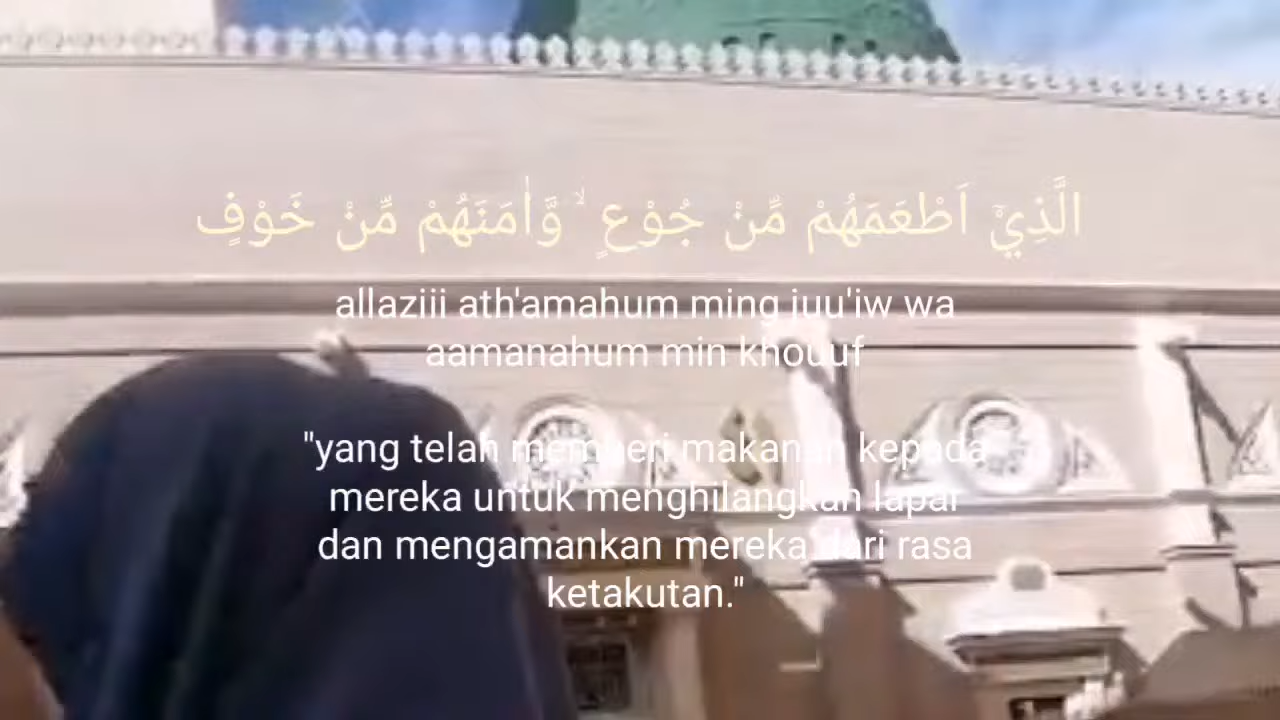 الَّذِيْٓ اَطْعَمَهُمْ مِّنْ جُوْعٍ ۙ وَّاٰمَنَهُمْ مِّنْ خَوْفٍ
allaziii ath'amahum ming juu'iw wa
aamanahum min khouuf
"yang telah memberi makanan kepada
mereka untuk menghilangkan lapar
dan mengamankan mereka dari rasa
ketakutan."